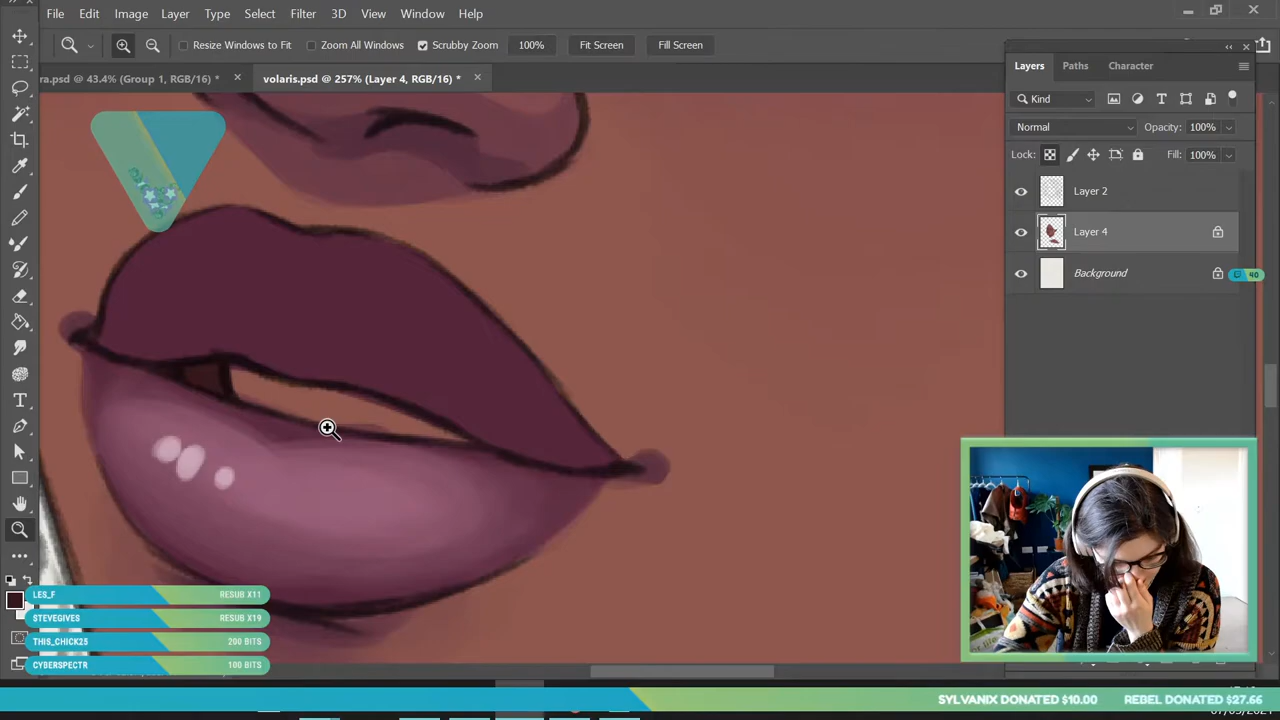 File Edit Image Layer Type Select Filter 3D View Window Help
Resize Windows to Fit Zoom All Windows Scrubby Zoom 100% Fit Screen Fill Screen
ra.psd @ 43.4% (Group 1, RGB/16) * volaris.psd @ 257% (Layer 4, RGB/16) *
Layers Paths Character
Kind
Normal Opacity: 100%
Lock: Fill: 100%
Layer 2
Layer 4
Background
40
LES_F RESUB X11
STEVEGIVES RESUB X19
THIS_CHICK25 200 BITS
CYBERSPECTR 100 BITS
SYLVANIX DONATED $10.00 REBEL DONATED $27.66